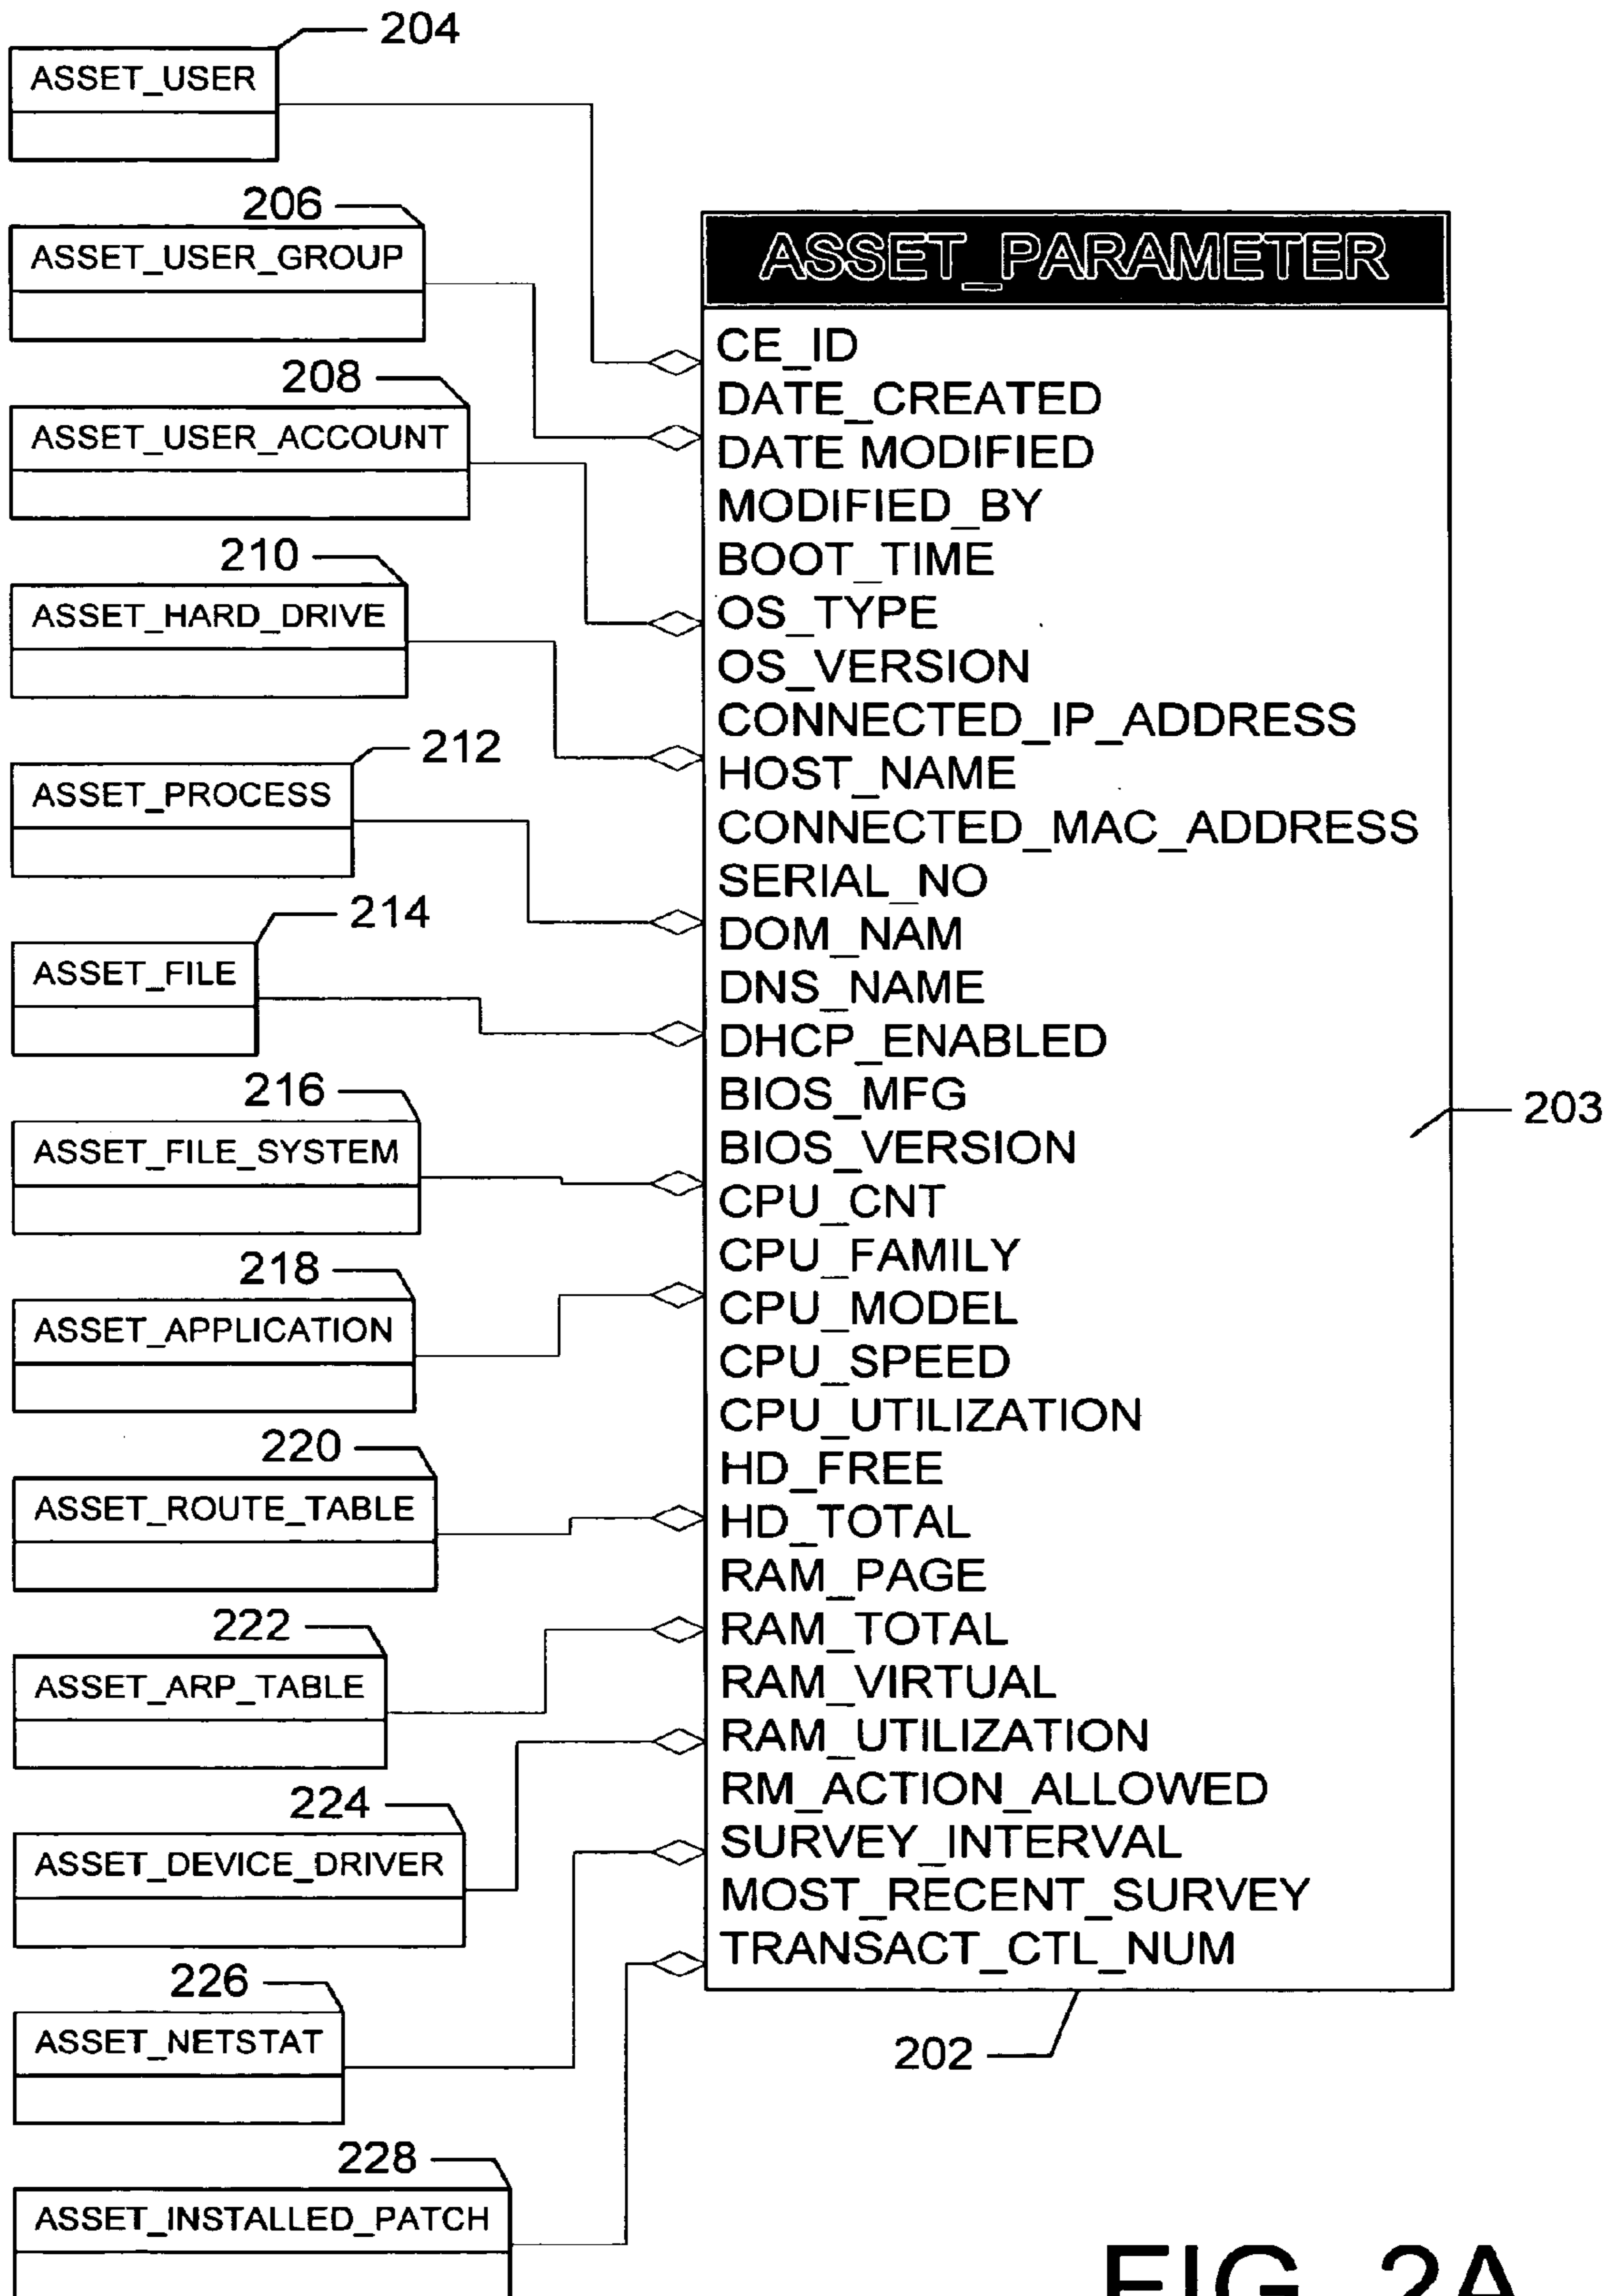 204
ASSET_USER
206
ASSET_USER_GROUP
208
ASSET_USER_ACCOUNT
210
ASSET_HARD_DRIVE
212
ASSET_PROCESS
214
ASSET_FILE
216
ASSET_FILE_SYSTEM
218
ASSET_APPLICATION
220
ASSET_ROUTE_TABLE
222
ASSET_ARP_TABLE
224
ASSET_DEVICE_DRIVER
226
ASSET_NETSTAT
228
ASSET_INSTALLED_PATCH
ASSET_PARAMETER
CE_ID
DATE_CREATED
DATE MODIFIED
MODIFIED_BY
BOOT_TIME
OS_TYPE
OS_VERSION
CONNECTED_IP_ADDRESS
HOST_NAME
CONNECTED_MAC_ADDRESS
SERIAL_NO
DOM_NAM
DNS_NAME
DHCP_ENABLED
BIOS_MFG
BIOS_VERSION
CPU_CNT
CPU_FAMILY
CPU_MODEL
CPU_SPEED
CPU_UTILIZATION
HD_FREE
HD_TOTAL
RAM_PAGE
RAM_TOTAL
RAM_VIRTUAL
RAM_UTILIZATION
RM_ACTION_ALLOWED
SURVEY_INTERVAL
MOST_RECENT_SURVEY
TRANSACT_CTL_NUM
203
202
FIG. 2A